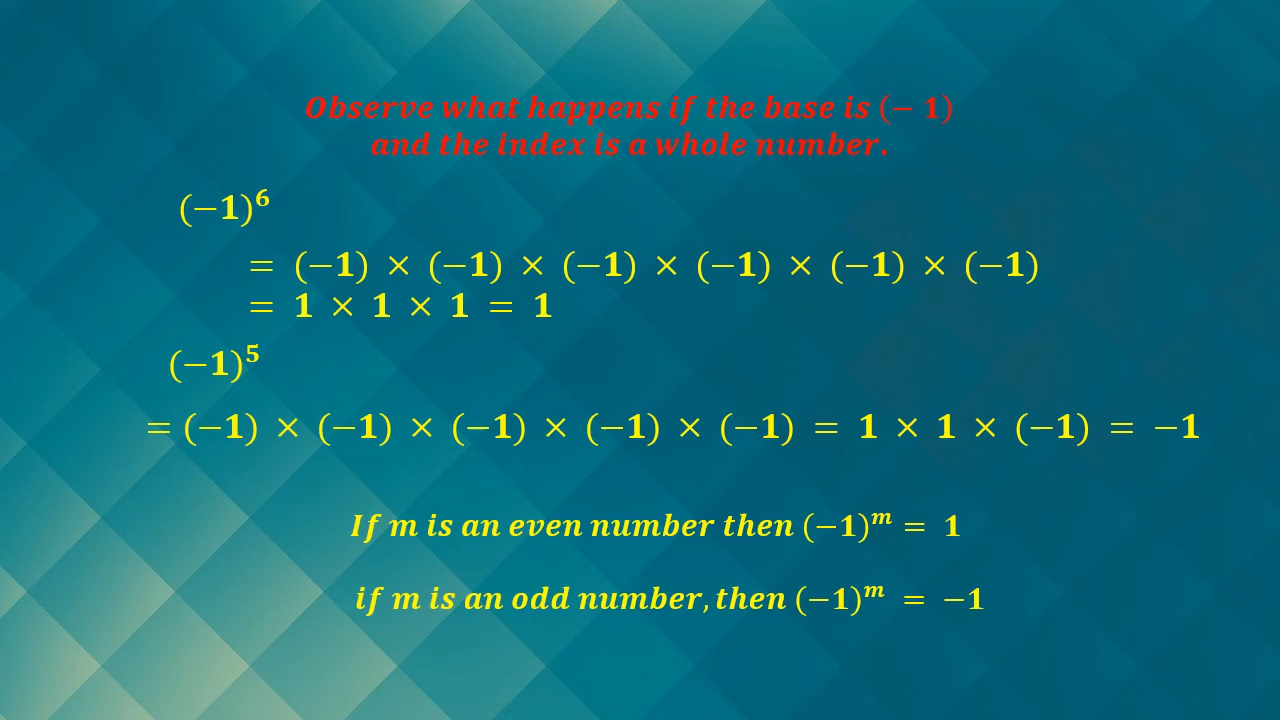 Observe what happens if the base is (− 1)
and the index is a whole number.
(−1)⁶
= (−1) × (−1) × (−1) × (−1) × (−1) × (−1)
= 1 × 1 × 1 = 1
(−1)⁵
= (−1) × (−1) × (−1) × (−1) × (−1) = 1 × 1 × (−1) = −1
If m is an even number then (−1)ᵐ = 1
if m is an odd number, then (−1)ᵐ = −1